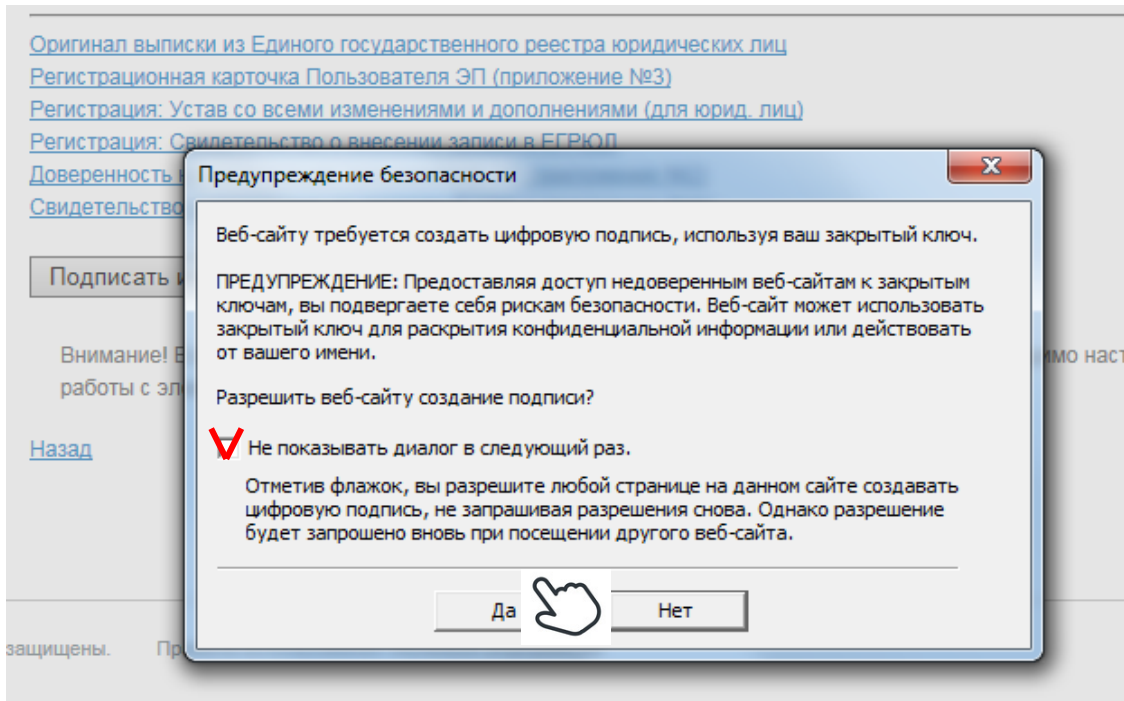 Оригинал выписки из Единого государственного реестра юридических лиц
Регистрационная карточка Пользователя ЭП (приложение №3)
Регистрация: Устав со всеми изменениями и дополнениями (для юрид. лиц)
Регистрация: Свидетельство о внесении записи в ЕГРЮЛ
Доверенность
Свидетельство
Подписать и
Предупреждение безопасности
Веб-сайту требуется создать цифровую подпись, используя ваш закрытый ключ.
ПРЕДУПРЕЖДЕНИЕ: Предоставляя доступ недоверенным веб-сайтам к закрытым
ключам, вы подвергаете себя рискам безопасности. Веб-сайт может использовать
закрытый ключ для раскрытия конфиденциальной информации или действовать
от вашего имени.
Разрешить веб-сайту создание подписи?
Не показывать диалог в следующий раз.
Отметив флажок, вы разрешите любой странице на данном сайте создавать
цифровую подпись, не запрашивая разрешения снова. Однако разрешение
будет запрошено вновь при посещении другого веб-сайта.
Да Нет
Внимание! В
имо наст
работы с эл
Назад
защищены. Пр